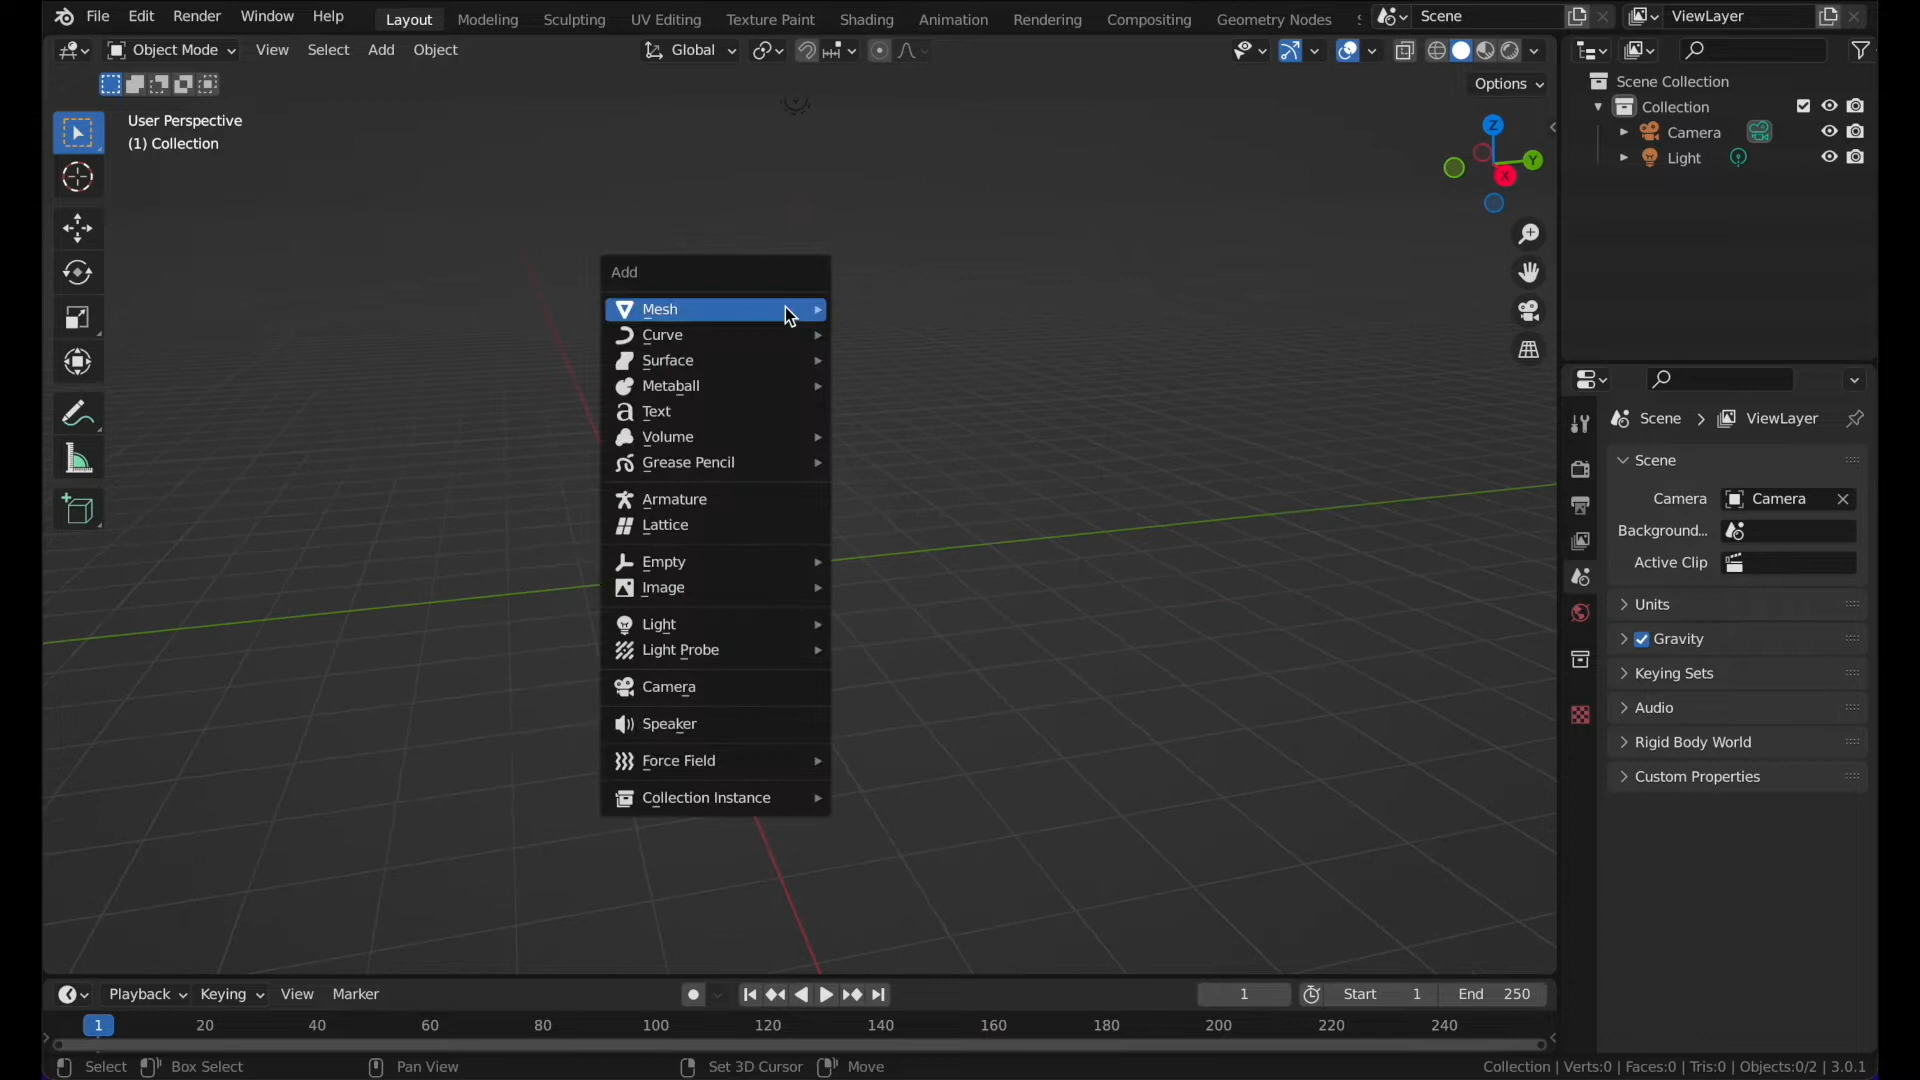 File Edit Render Window Help Layout Modeling Sculpting UV Editing Texture Paint Shading Animation Rendering Compositing Geometry Nodes Scene ViewLayer
Object Mode View Select Add Object Global
Options
User Perspective
(1) Collection
Z
Y
X
Scene Collection
Collection
Camera
Light
Add
Mesh
Curve
Surface
Metaball
Text
Volume
Grease Pencil
Armature
Lattice
Empty
Image
Light
Light Probe
Camera
Speaker
Force Field
Collection Instance
Scene ViewLayer
Scene
Camera Camera
Background...
Active Clip
Units
Gravity
Keying Sets
Audio
Rigid Body World
Custom Properties
Playback Keying View Marker 1 Start 1 End 250
1 20 40 60 80 100 120 140 160 180 200 220 240
Select Box Select Pan View Set 3D Cursor Move Collection | Verts:0 | Faces:0 | Tris:0 | Objects:0/2 | 3.0.1